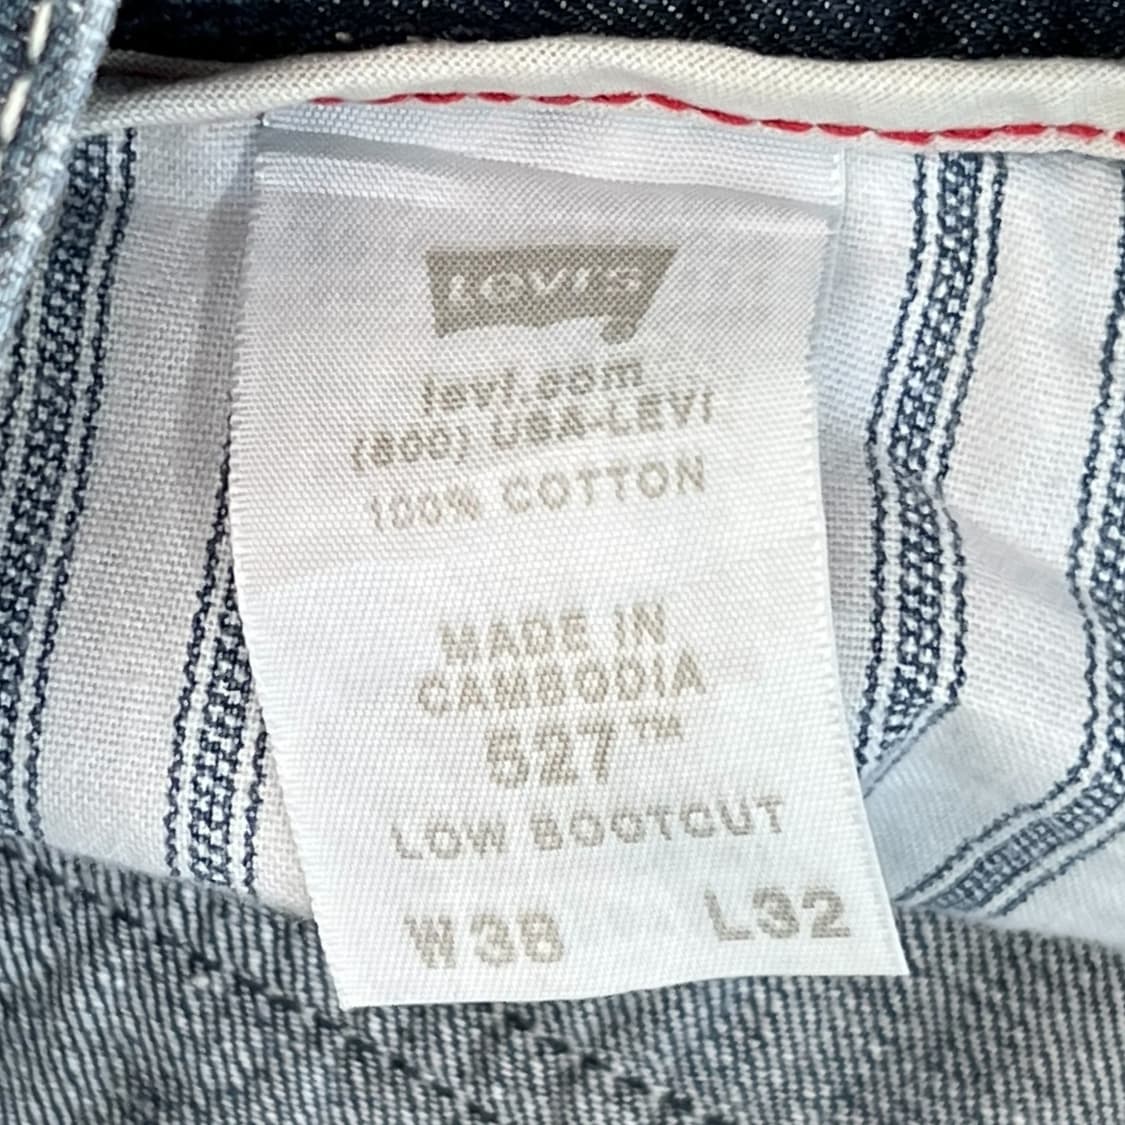 LEVI'S
levi.com
(800) USA-LEVI
100% COTTON
MADE IN
CAMBODIA
527™
LOW BOOTCUT
W38 L32